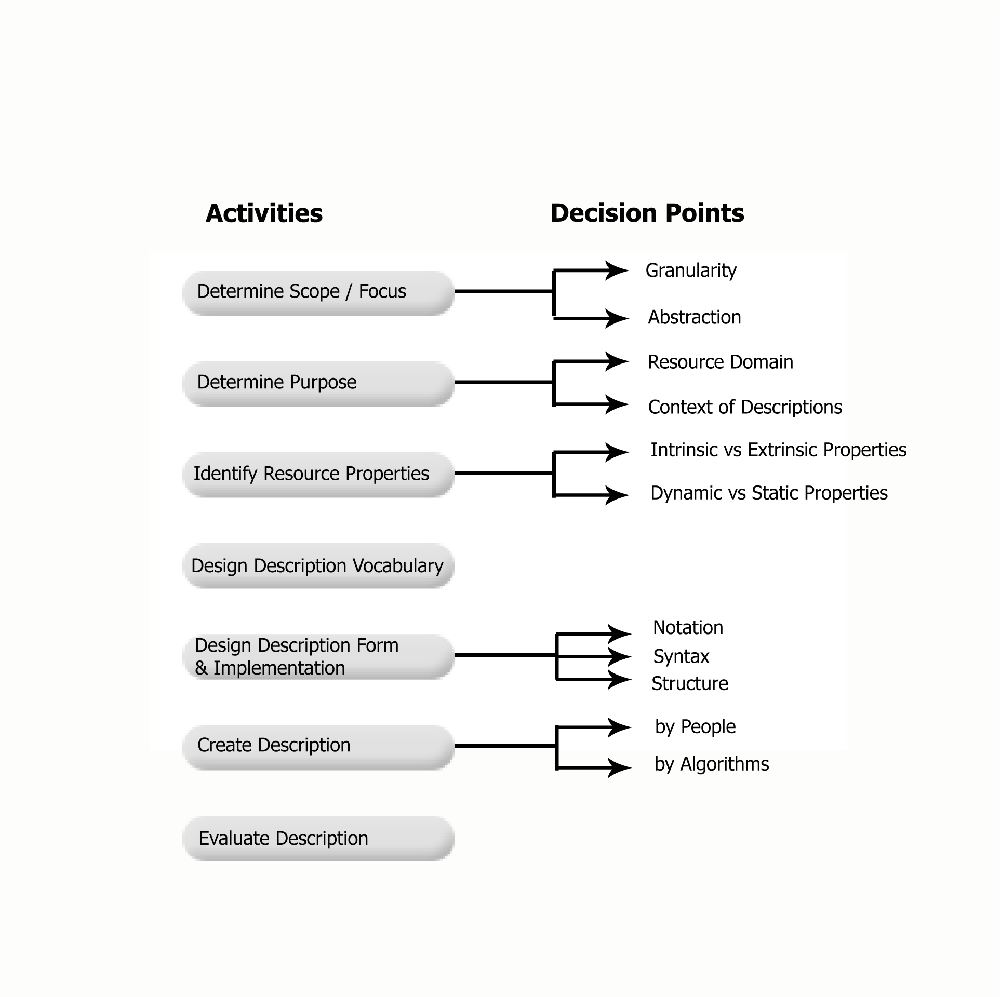 Activities
Decision Points
Determine Scope / Focus
Granularity
Abstraction
Determine Purpose
Resource Domain
Context of Descriptions
Identify Resource Properties
Intrinsic vs Extrinsic Properties
Dynamic vs Static Properties
Design Description Vocabulary
Design Description Form
& Implementation
Notation
Syntax
Structure
Create Description
by People
by Algorithms
Evaluate Description